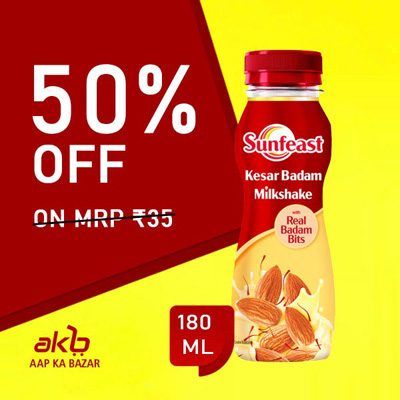 50%
OFF
ON MRP ₹35
Sunfeast
Kesar Badam
Milkshake
with
Real
Badam
Bits
180
ML
akb
AAP KA BAZAR